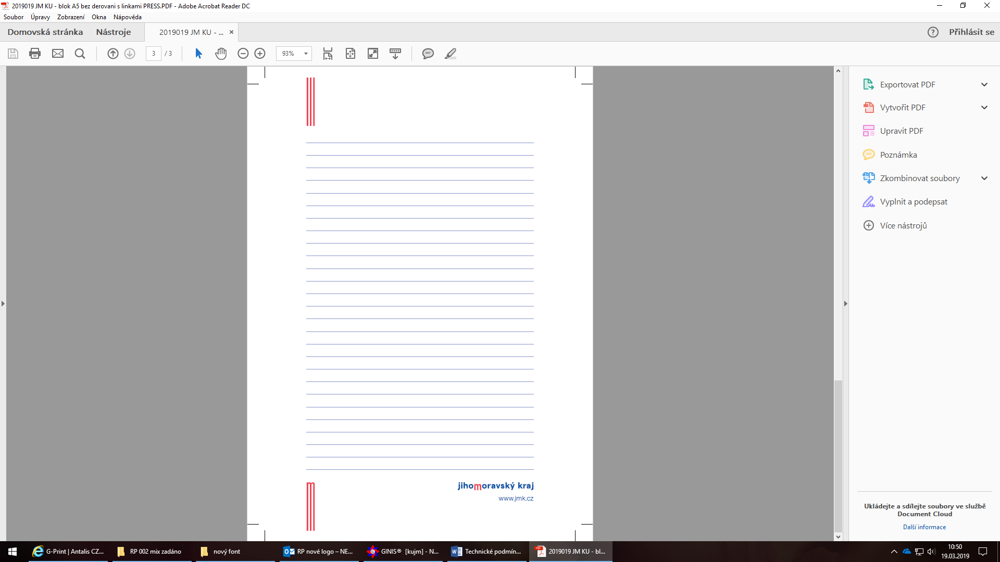 2019019 JM KU - blok A5 bez derovani s linkami PRESS.PDF - Adobe Acrobat Reader DC
Soubor Úpravy Zobrazení Okna Nápověda
Domovská stránka Nástroje 2019019 JM KU - ... × ? Přihlásit se
3 / 3 93%
Exportovat PDF
Vytvořit PDF
Upravit PDF
Poznámka
Zkombinovat soubory
Vyplnit a podepsat
Více nástrojů
jihomoravský kraj
www.jmk.cz
Ukládejte a sdílejte soubory ve službě
Document Cloud
Další informace
G-Print | Antalis CZ... RP 002 mix zadáno nový font RP nové logo – NE... GINIS® [kujm] - N... Technické podmín... 2019019 JM KU - bl... 10:50
19.03.2019